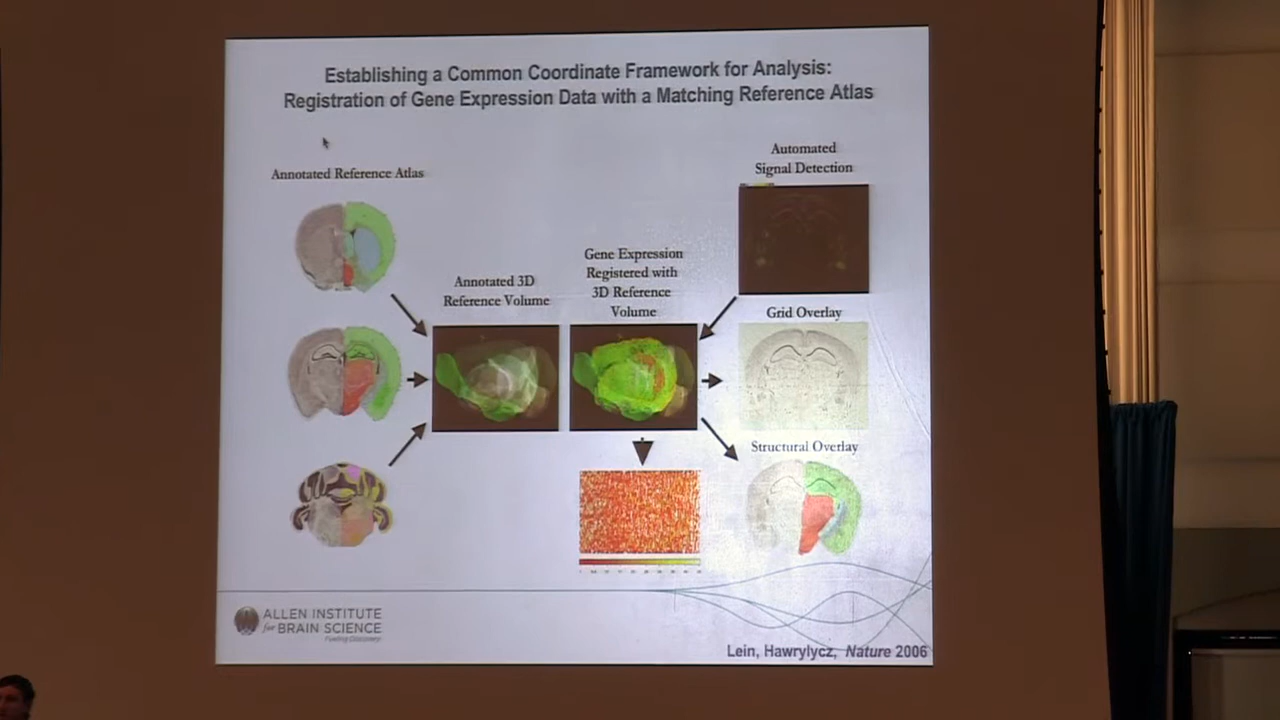 Establishing a Common Coordinate Framework for Analysis:
Registration of Gene Expression Data with a Matching Reference Atlas
Annotated Reference Atlas
Annotated 3D
Reference Volume
Gene Expression
Registered with
3D Reference
Volume
Automated
Signal Detection
Grid Overlay
Structural Overlay
ALLEN INSTITUTE
for BRAIN SCIENCE
Fueling Discovery
Lein, Hawrylycz, Nature 2006